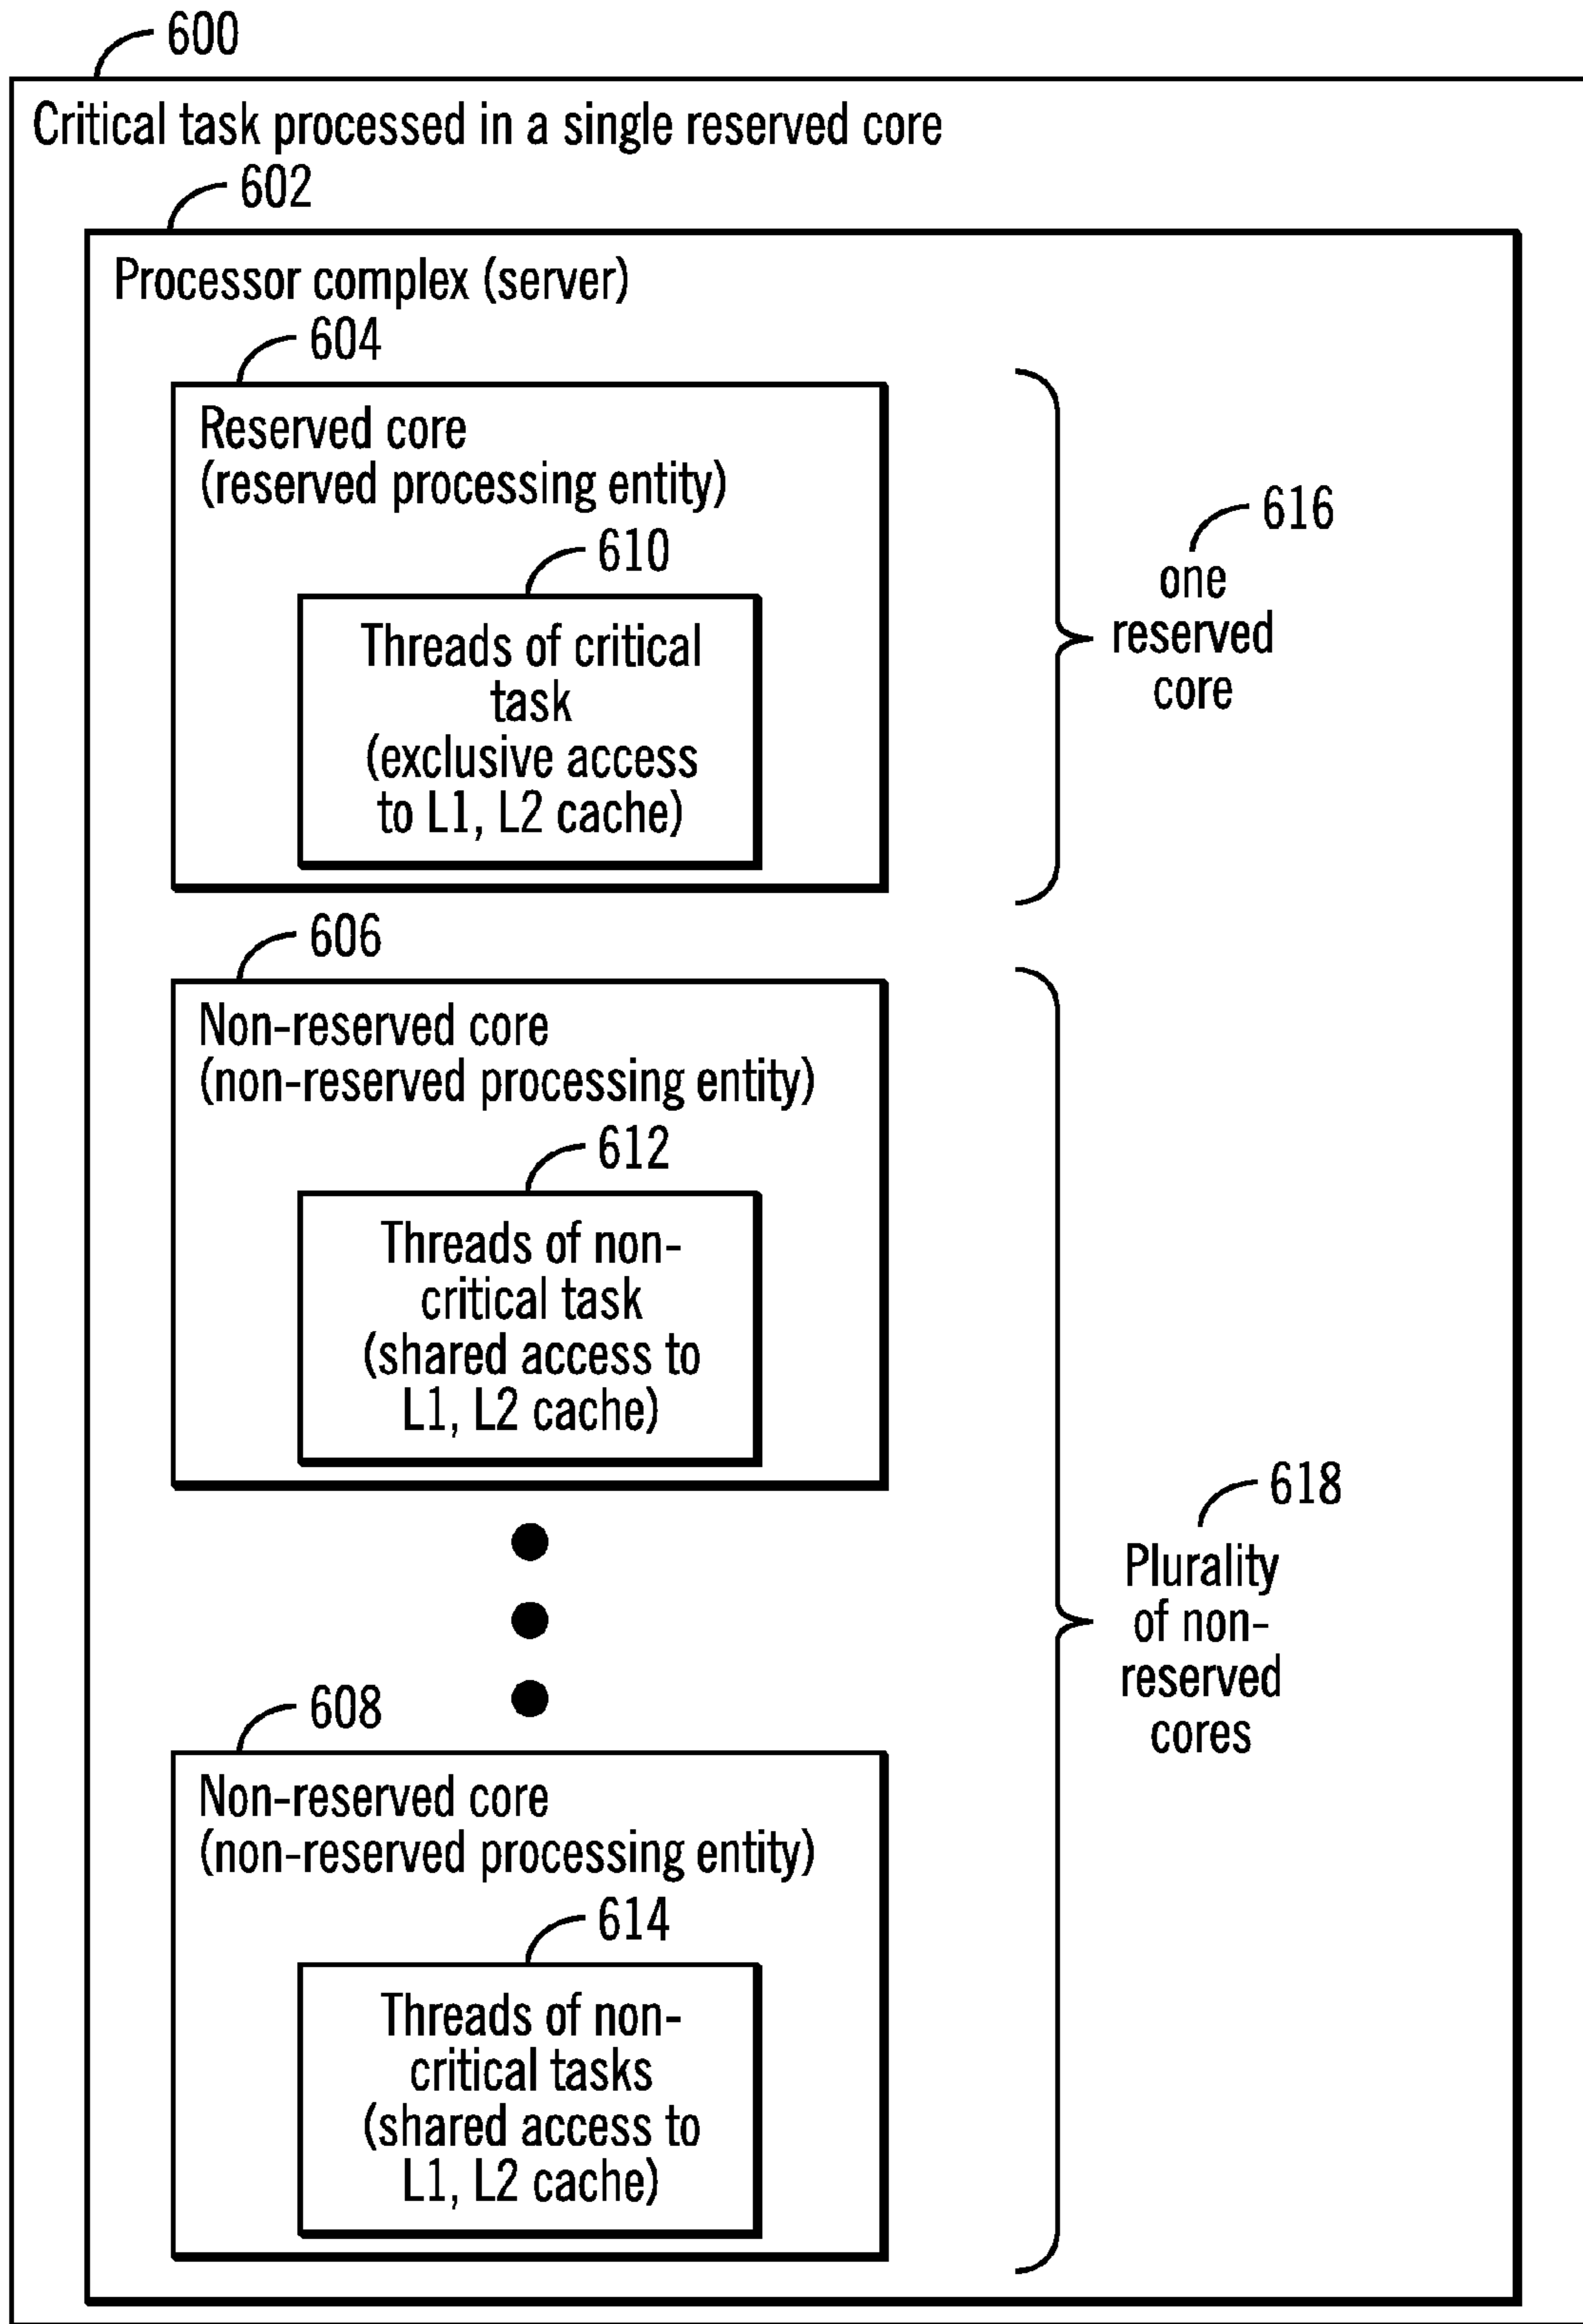 600
Critical task processed in a single reserved core
602
Processor complex (server)
604
Reserved core
(reserved processing entity)
610
Threads of critical
task
(exclusive access
to L1, L2 cache)
616
one
reserved
core
606
Non-reserved core
(non-reserved processing entity)
612
Threads of non-
critical task
(shared access to
L1, L2 cache)
618
Plurality
of non-
reserved
cores
608
Non-reserved core
(non-reserved processing entity)
614
Threads of non-
critical tasks
(shared access to
L1, L2 cache)